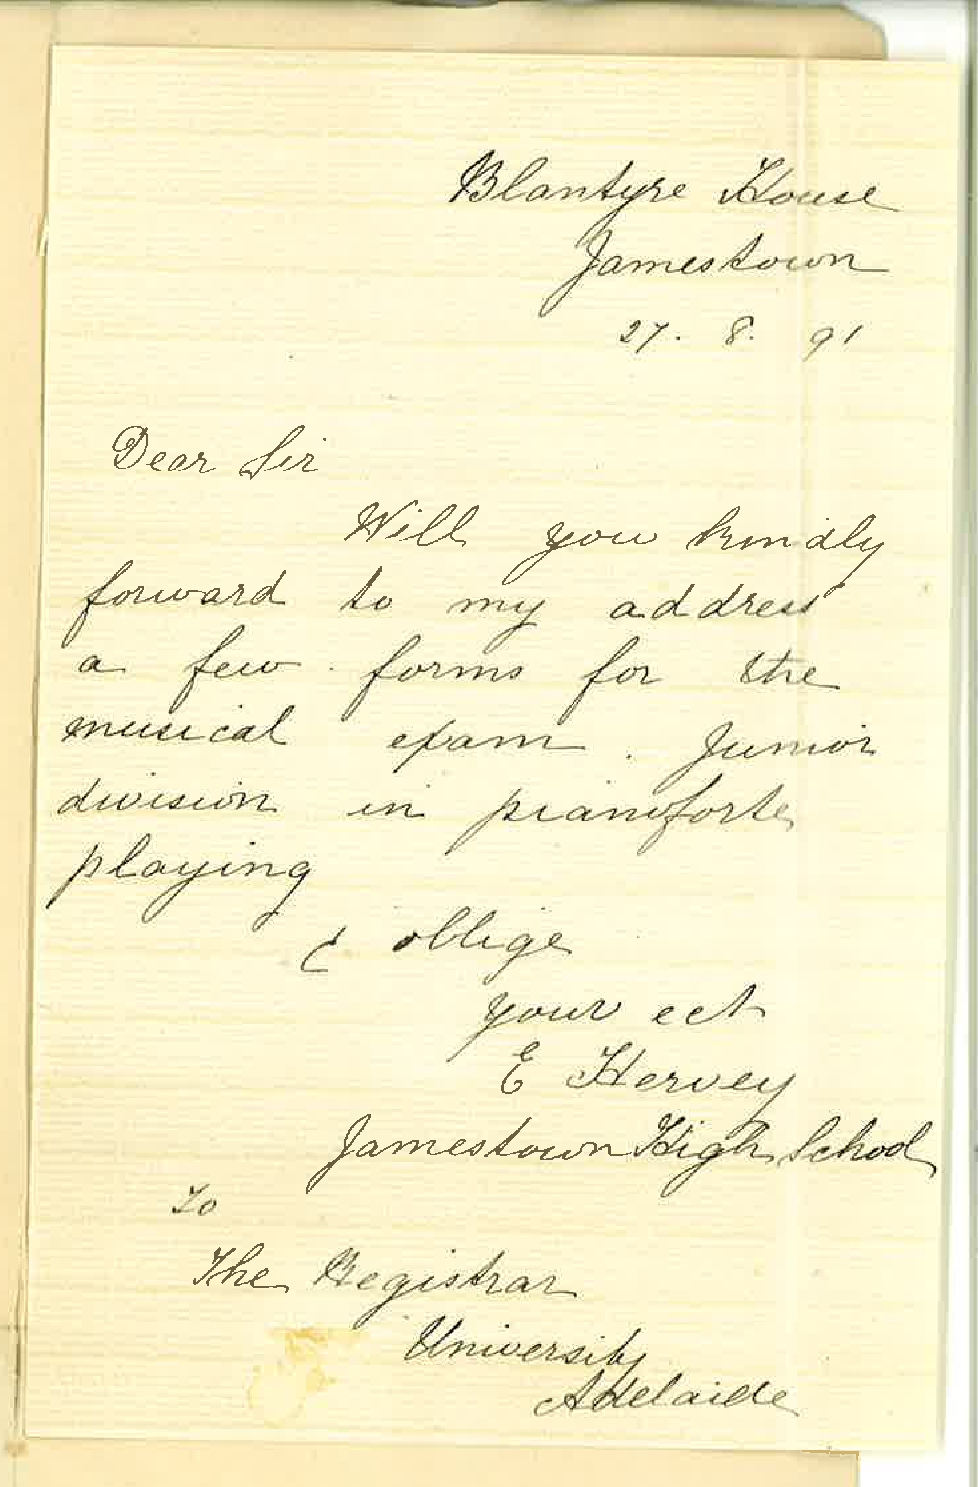 Blantyre House
Jamestown
27. 8. 91
Dear Sir
Will you kindly
forward to my address
a few forms for the
musical exam. Junior
division in pianoforte
playing
& oblige
your ect
E Hervey
Jamestown High School
To
The Registrar
University
Adelaide